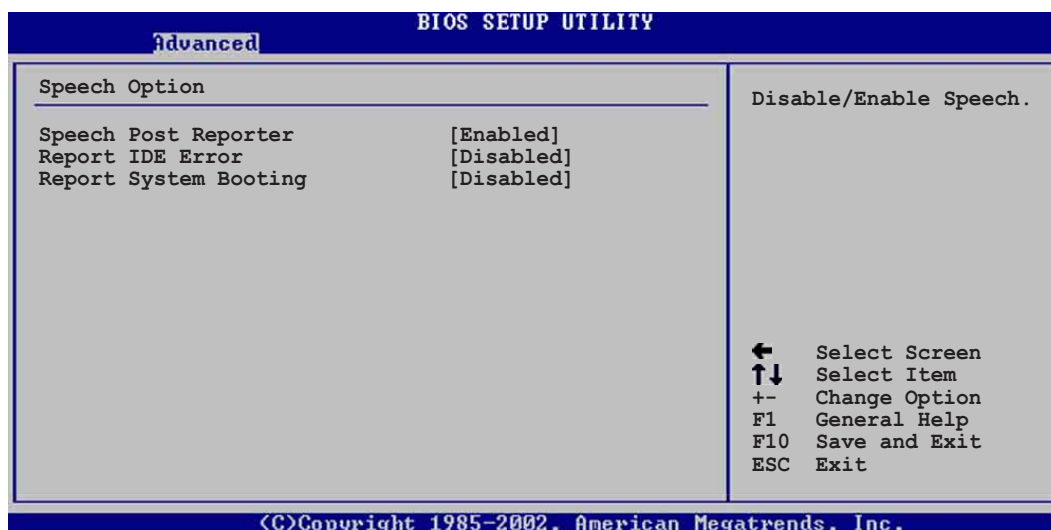 BIOS SETUP UTILITY
Advanced
Speech Option
Speech Post Reporter [Enabled]
Report IDE Error [Disabled]
Report System Booting [Disabled]
Disable/Enable Speech.
← Select Screen
↑↓ Select Item
+- Change Option
F1 General Help
F10 Save and Exit
ESC Exit
(C)Copyright 1985-2002, American Megatrends, Inc.